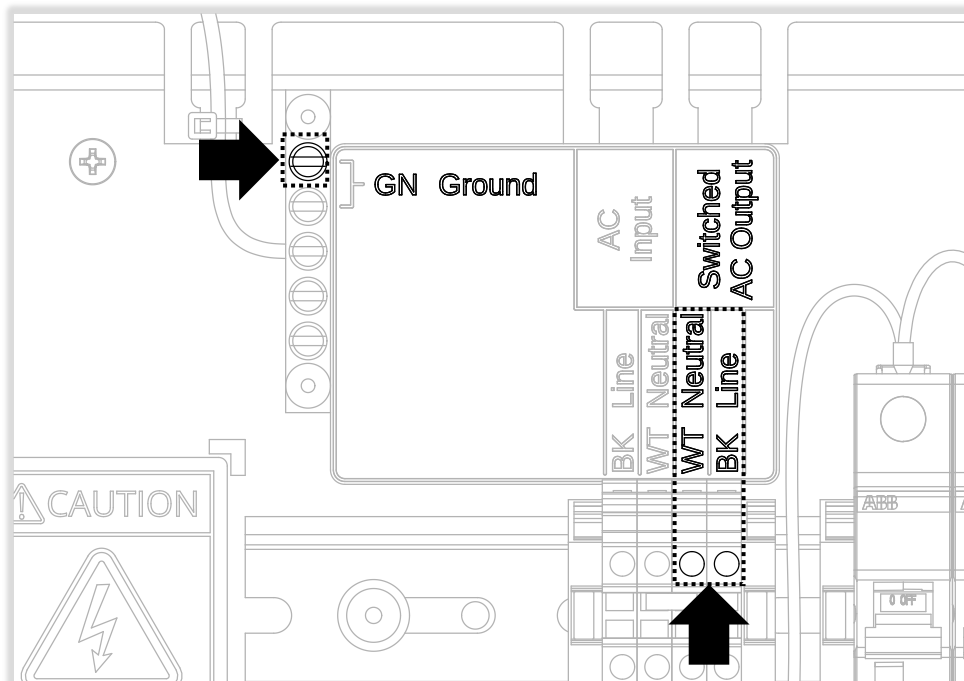 GN Ground
AC
Input
Switched
AC Output
BK Line
WT Neutral
WT Neutral
BK Line
CAUTION
ABB
0 OFF